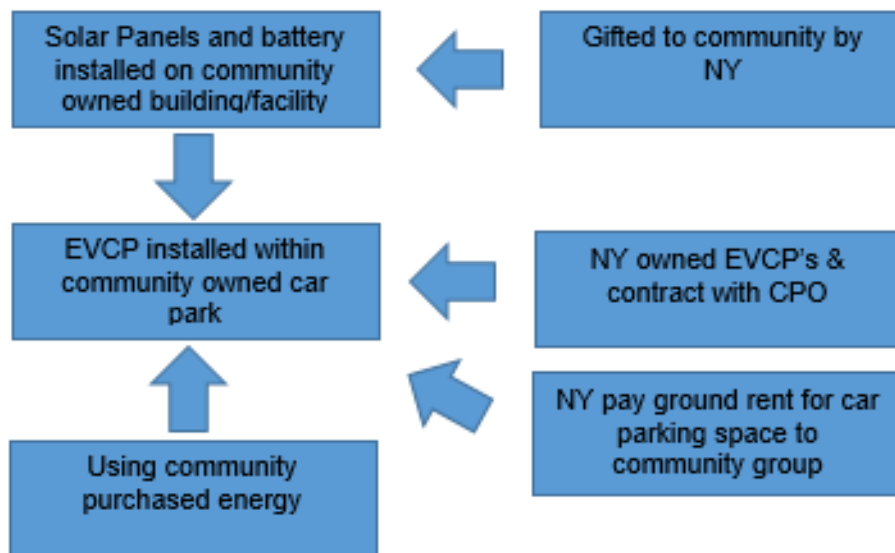 Solar Panels and battery
installed on community
owned building/facility
Gifted to community by
NY
EVCP installed within
community owned car
park
NY owned EVCP's &
contract with CPO
NY pay ground rent for car
parking space to
community group
Using community
purchased energy